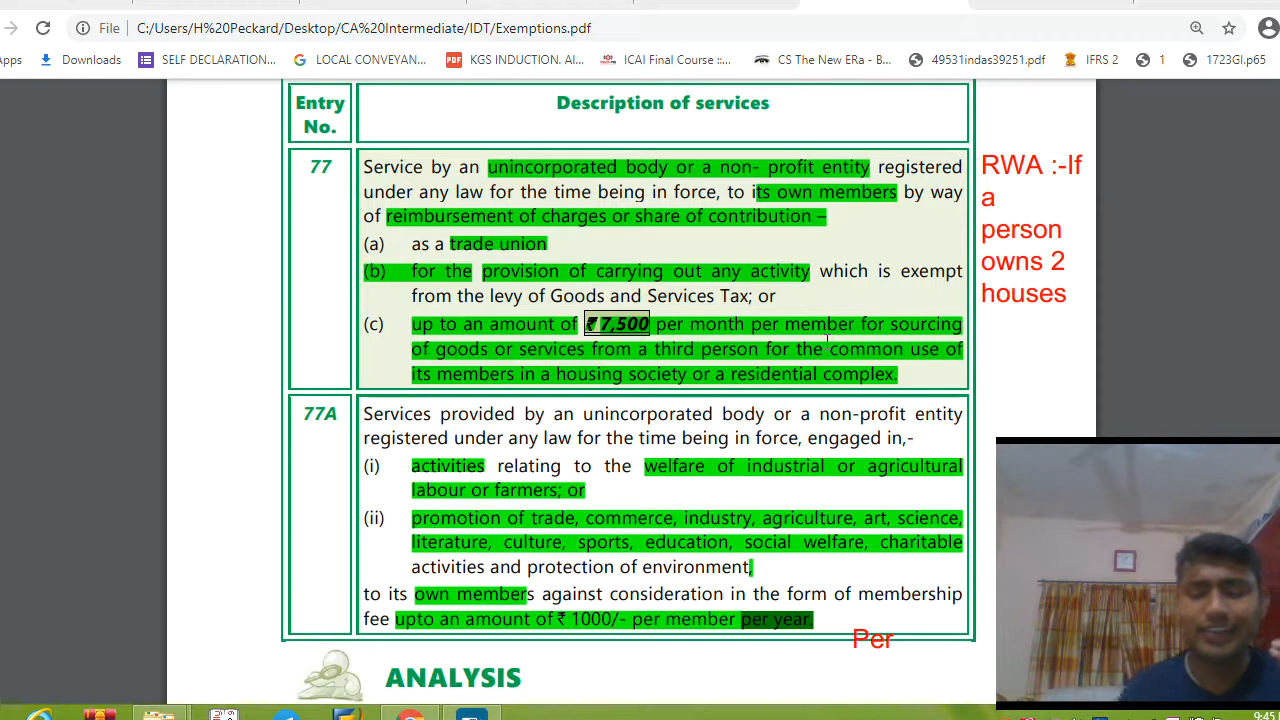 File
C:/Users/H%20Peckard/Desktop/CA%20Intermediate/IDT/Exemptions.pdf
Apps
Downloads
SELF DECLARATION...
LOCAL CONVEYAN...
KGS INDUCTION. Al...
ICAI Final Course ::...
CS The New ERa - B...
49531indas39251.pdf
IFRS 2
1
1723GI.p65
Entry
No.
Description of services
77
Service by an unincorporated body or a non- profit entity registered
under any law for the time being in force, to its own members by way
of reimbursement of charges or share of contribution –
(a) as a trade union
(b) for the provision of carrying out any activity which is exempt
from the levy of Goods and Services Tax; or
(c) up to an amount of ₹ 7,500 per month per member for sourcing
of goods or services from a third person for the common use of
its members in a housing society or a residential complex.
77A
Services provided by an unincorporated body or a non-profit entity
registered under any law for the time being in force, engaged in,-
(i) activities relating to the welfare of industrial or agricultural
labour or farmers; or
(ii) promotion of trade, commerce, industry, agriculture, art, science,
literature, culture, sports, education, social welfare, charitable
activities and protection of environment,
to its own members against consideration in the form of membership
fee upto an amount of ₹ 1000/- per member per year.
ANALYSIS
RWA :-If
a
person
owns 2
houses
Per
9:45